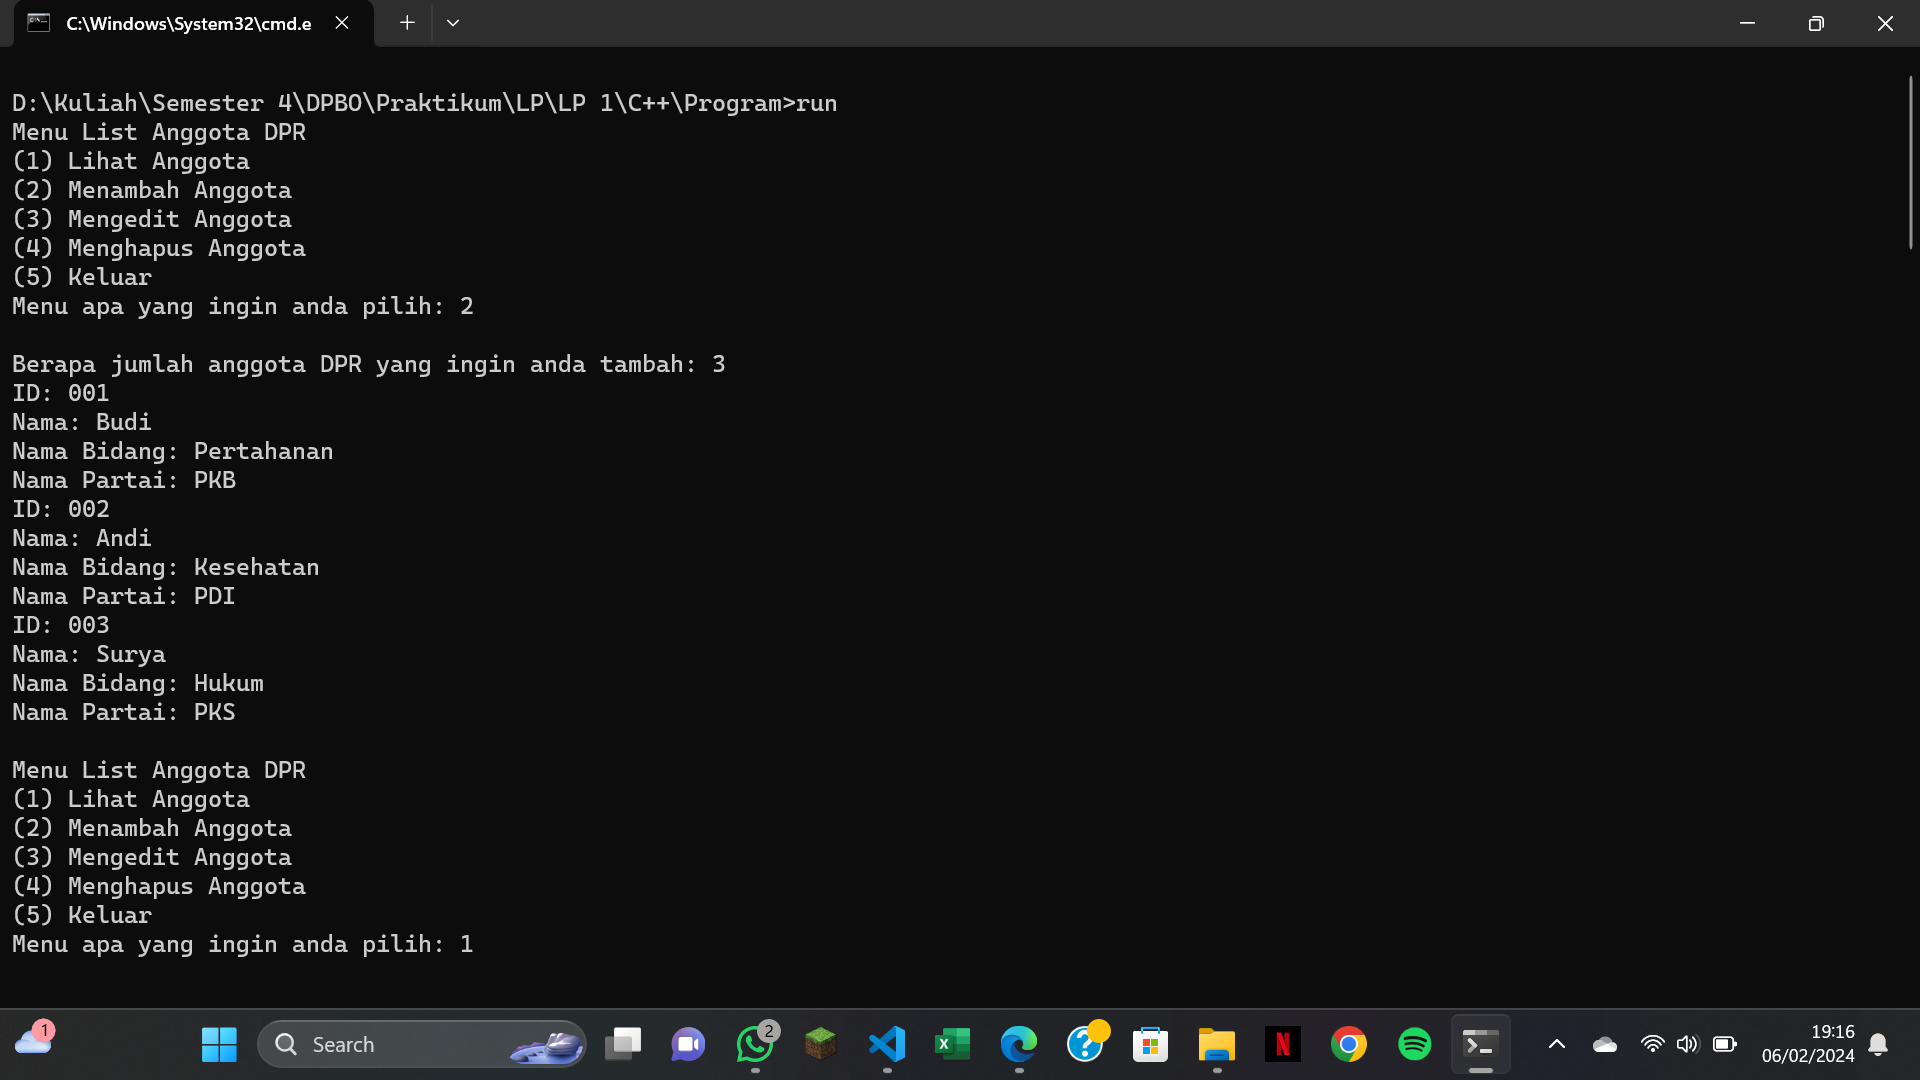 C:\Windows\System32\cmd.e
D:\Kuliah\Semester 4\DPBO\Praktikum\LP\LP 1\C++\Program>run
Menu List Anggota DPR
(1) Lihat Anggota
(2) Menambah Anggota
(3) Mengedit Anggota
(4) Menghapus Anggota
(5) Keluar
Menu apa yang ingin anda pilih: 2
Berapa jumlah anggota DPR yang ingin anda tambah: 3
ID: 001
Nama: Budi
Nama Bidang: Pertahanan
Nama Partai: PKB
ID: 002
Nama: Andi
Nama Bidang: Kesehatan
Nama Partai: PDI
ID: 003
Nama: Surya
Nama Bidang: Hukum
Nama Partai: PKS
Menu List Anggota DPR
(1) Lihat Anggota
(2) Menambah Anggota
(3) Mengedit Anggota
(4) Menghapus Anggota
(5) Keluar
Menu apa yang ingin anda pilih: 1
1
Search
2
19:16
06/02/2024